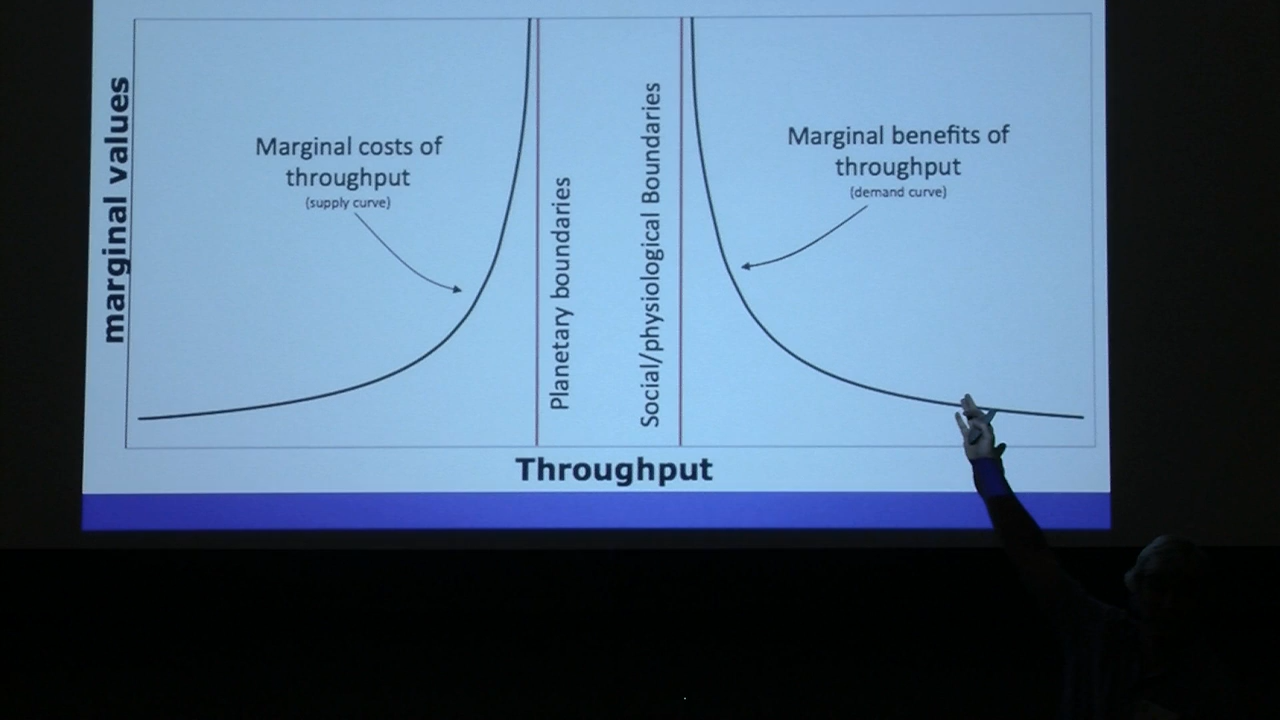 marginal values
Marginal costs of
throughput
(supply curve)
Planetary boundaries
Social/physiological Boundaries
Marginal benefits of
throughput
(demand curve)
Throughput